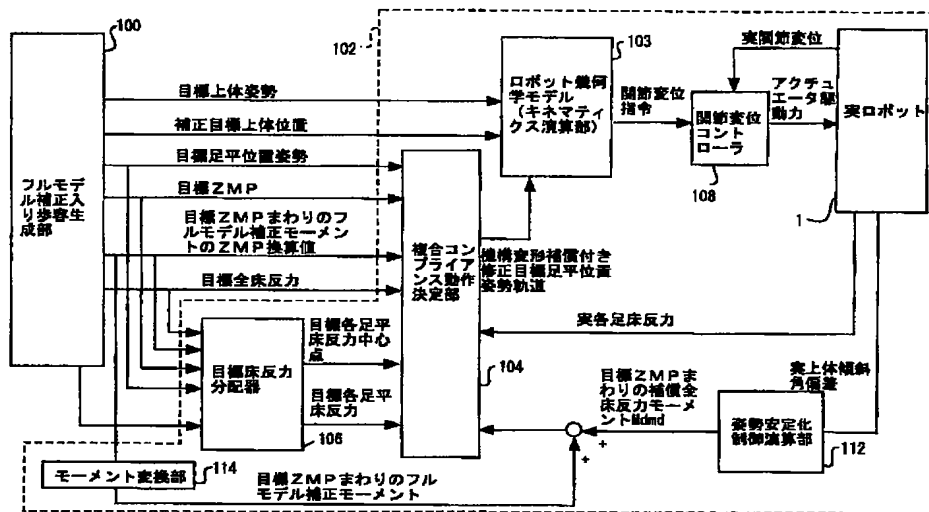 100
102
フルモデ
ル補正入
り歩容生
成部
目標上体姿勢
補正目標上体位置
目標足平位置姿勢
目標ZMP
目標ZMPまわりのフ
ルモデル補正モーメン
トのZMP換算値
目標全床反力
103
ロボット幾何
学モデル
(キネマティ
クス演算部)
関節変位
指令
実関節変位
関節変位
コント
ローラ
108
アクチュ
エータ駆
動力
実ロボット
1
複合コン
プライア
ンス動作
決定部
104
機構変形補償付き
修正目標足平位置
姿勢軌道
実各足床反力
目標床反力
分配器
106
目標各足平
床反力中心
点
目標各足平
床反力
目標ZMPま
わりの補償全
床反力モーメ
ントMdmd
実上体傾斜
角偏差
姿勢安定化
制御演算部
112
+
+
モーメント変換部
114
目標ZMPまわりのフル
モデル補正モーメント